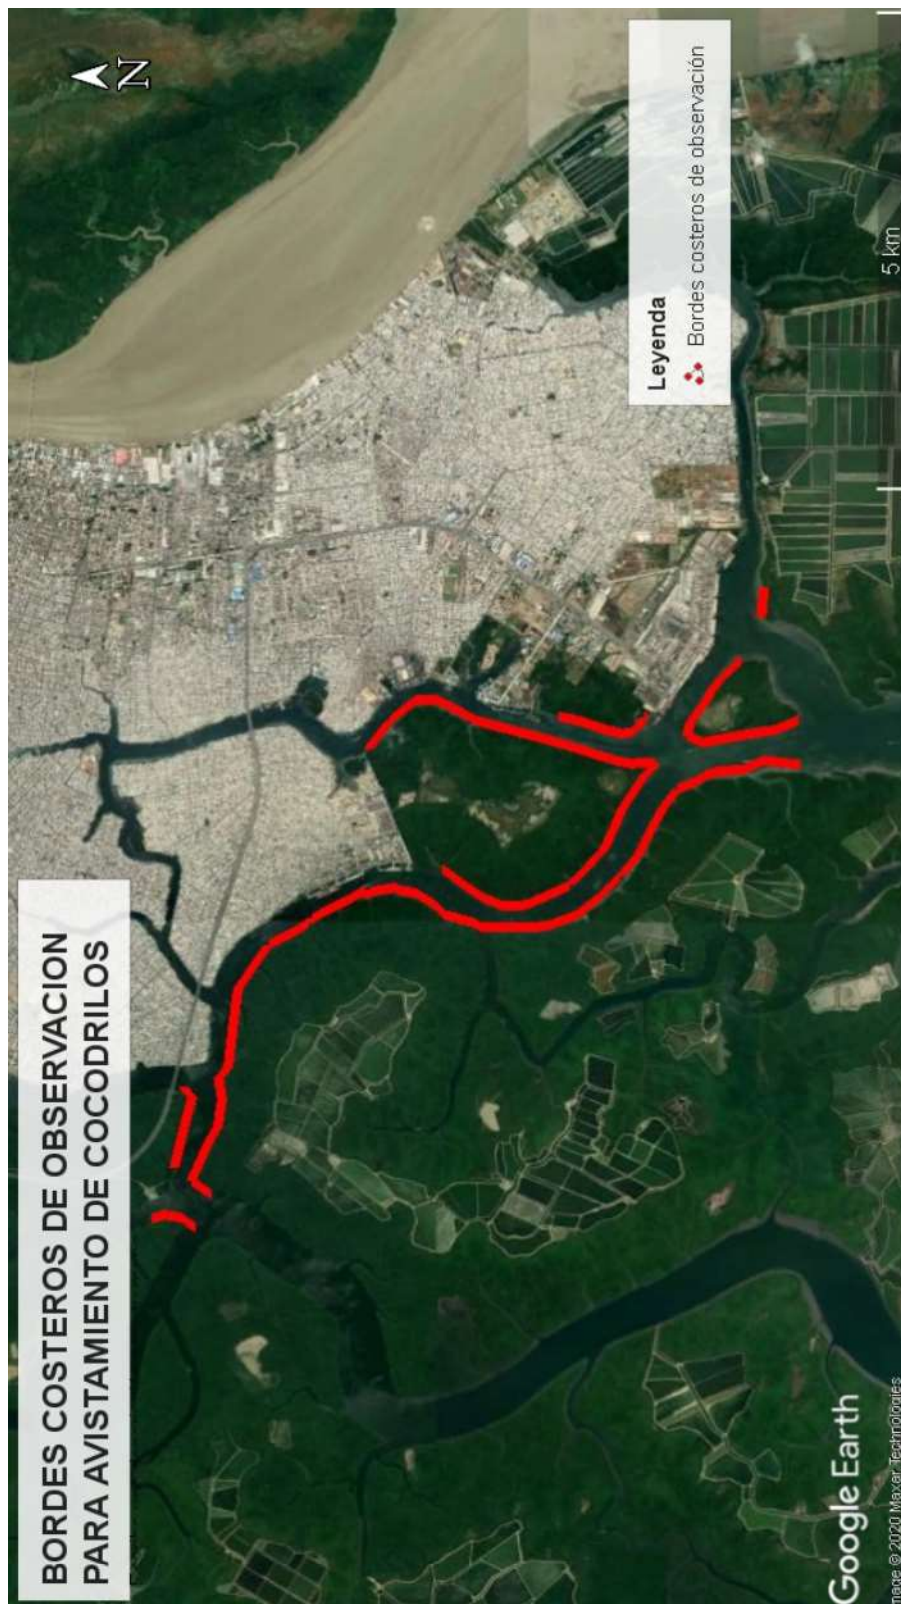 BORDES COSTEROS DE OBSERVACION
PARA AVISTAMIENTO DE COCODRILOS
N
Leyenda
Bordes costeros de observación
5 km
Google Earth
mage © 2020 Maxar Technologies